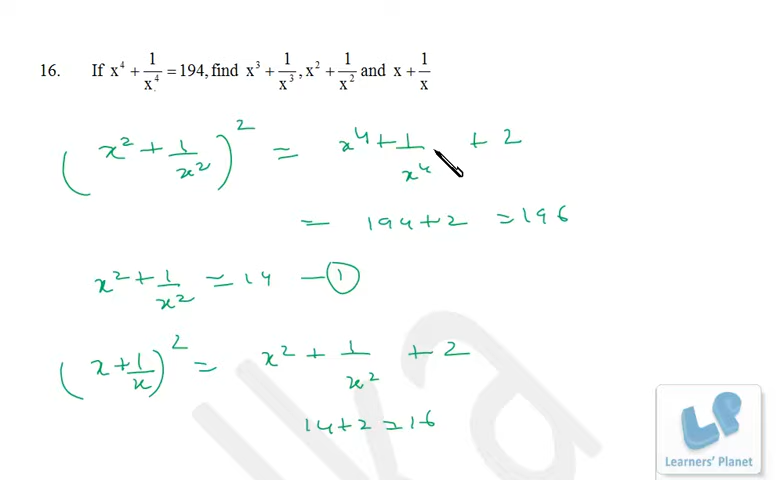 16. If x⁴ + 1/x⁴ = 194, find x³ + 1/x³, x² + 1/x² and x + 1/x
(x² + 1/x²)² = x⁴ + 1/x⁴ + 2
= 194 + 2 = 196
x² + 1/x² = 14 — ①
(x + 1/x)² = x² + 1/x² + 2
14 + 2 = 16
LP
Learners' Planet